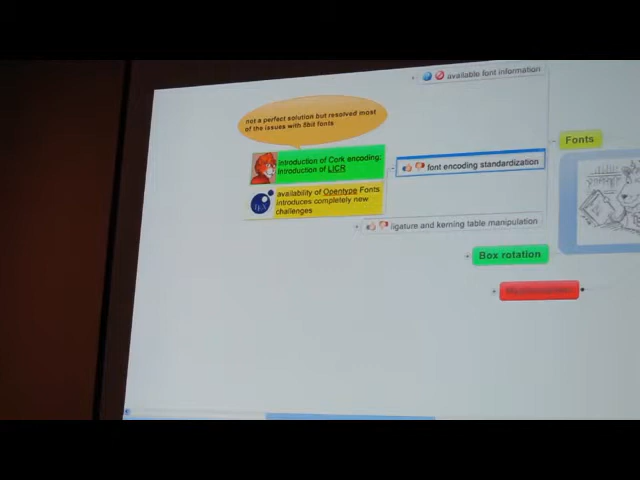 available font information
not a perfect solution but resolved most
of the issues with 8bit fonts
Fonts
Introduction of Cork encoding;
Introduction of LICR
font encoding standardization
availability of Opentype Fonts
introduces completely new
challenges
TEX
ligature and kerning table manipulation
Box rotation